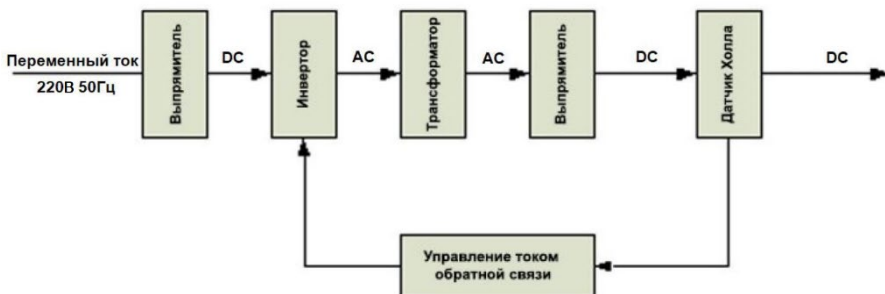 Переменный ток
220В 50Гц
Выпрямитель
DC
Инвертор
AC
Трансформатор
AC
Выпрямитель
DC
Датчик Холла
DC
Управление током
обратной связи